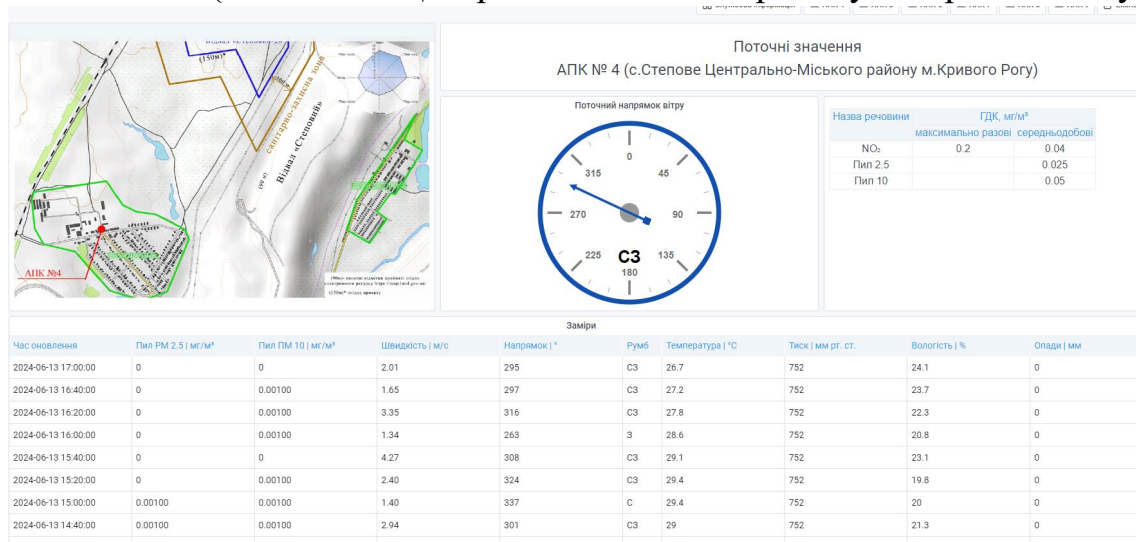 Поточні значення
АПК № 4 (с.Степове Центрально-Міського району м.Кривого Рогу)
(150м)*
санітарно-захисна зона
Відвал «Степовий»
(90 м)
АПК №4
Поточний напрямок вітру
0
45
90
135
180
225
270
315
СЗ
Назва речовини ГДК, мг/м³
максимально разові середньодобові
NO₂ 0.2 0.04
Пил 2.5 0.025
Пил 10 0.05
Заміри
Час оновлення Пил PM 2.5 | мг/м³ Пил ПМ 10 | мг/м³ Швидкість | м/с Напрямок | ° Румб Температура | °C Тиск | мм рт. ст. Вологість | % Опади | мм
2024-06-13 17:00:00 0 0 2.01 295 СЗ 26.7 752 24.1 0
2024-06-13 16:40:00 0 0.00100 1.65 297 СЗ 27.2 752 23.7 0
2024-06-13 16:20:00 0 0.00100 3.35 316 СЗ 27.8 752 22.3 0
2024-06-13 16:00:00 0 0.00100 1.34 263 З 28.6 752 20.8 0
2024-06-13 15:40:00 0 0 4.27 308 СЗ 29.1 752 23.1 0
2024-06-13 15:20:00 0 0.00100 2.40 324 СЗ 29.4 752 19.8 0
2024-06-13 15:00:00 0.00100 0.00100 1.40 337 С 29.4 752 20 0
2024-06-13 14:40:00 0.00100 0.00100 2.94 301 СЗ 29 752 21.3 0